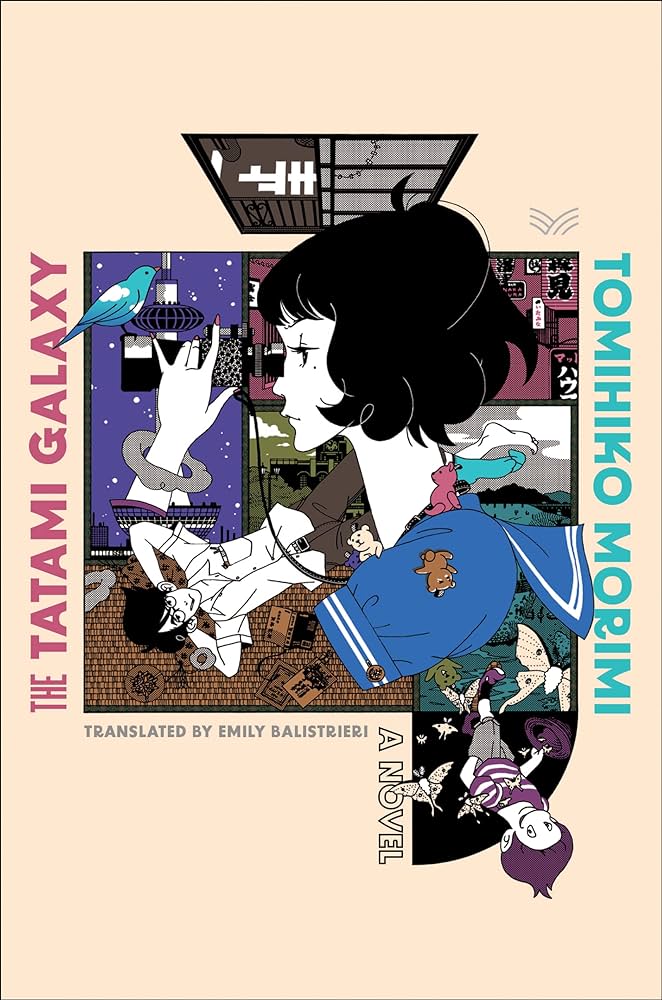 THE TATAMI GALAXY
TOMIHIKO MORIMI
TRANSLATED BY EMILY BALISTRIERI
A NOVEL